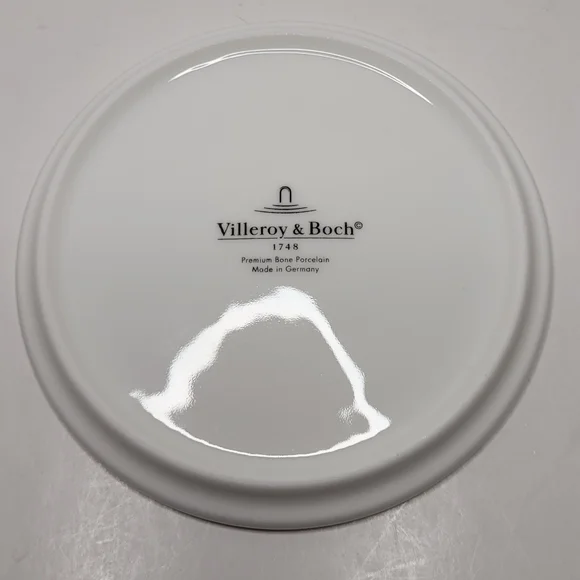 Villeroy & Boch©
1748
Premium Bone Porcelain
Made in Germany